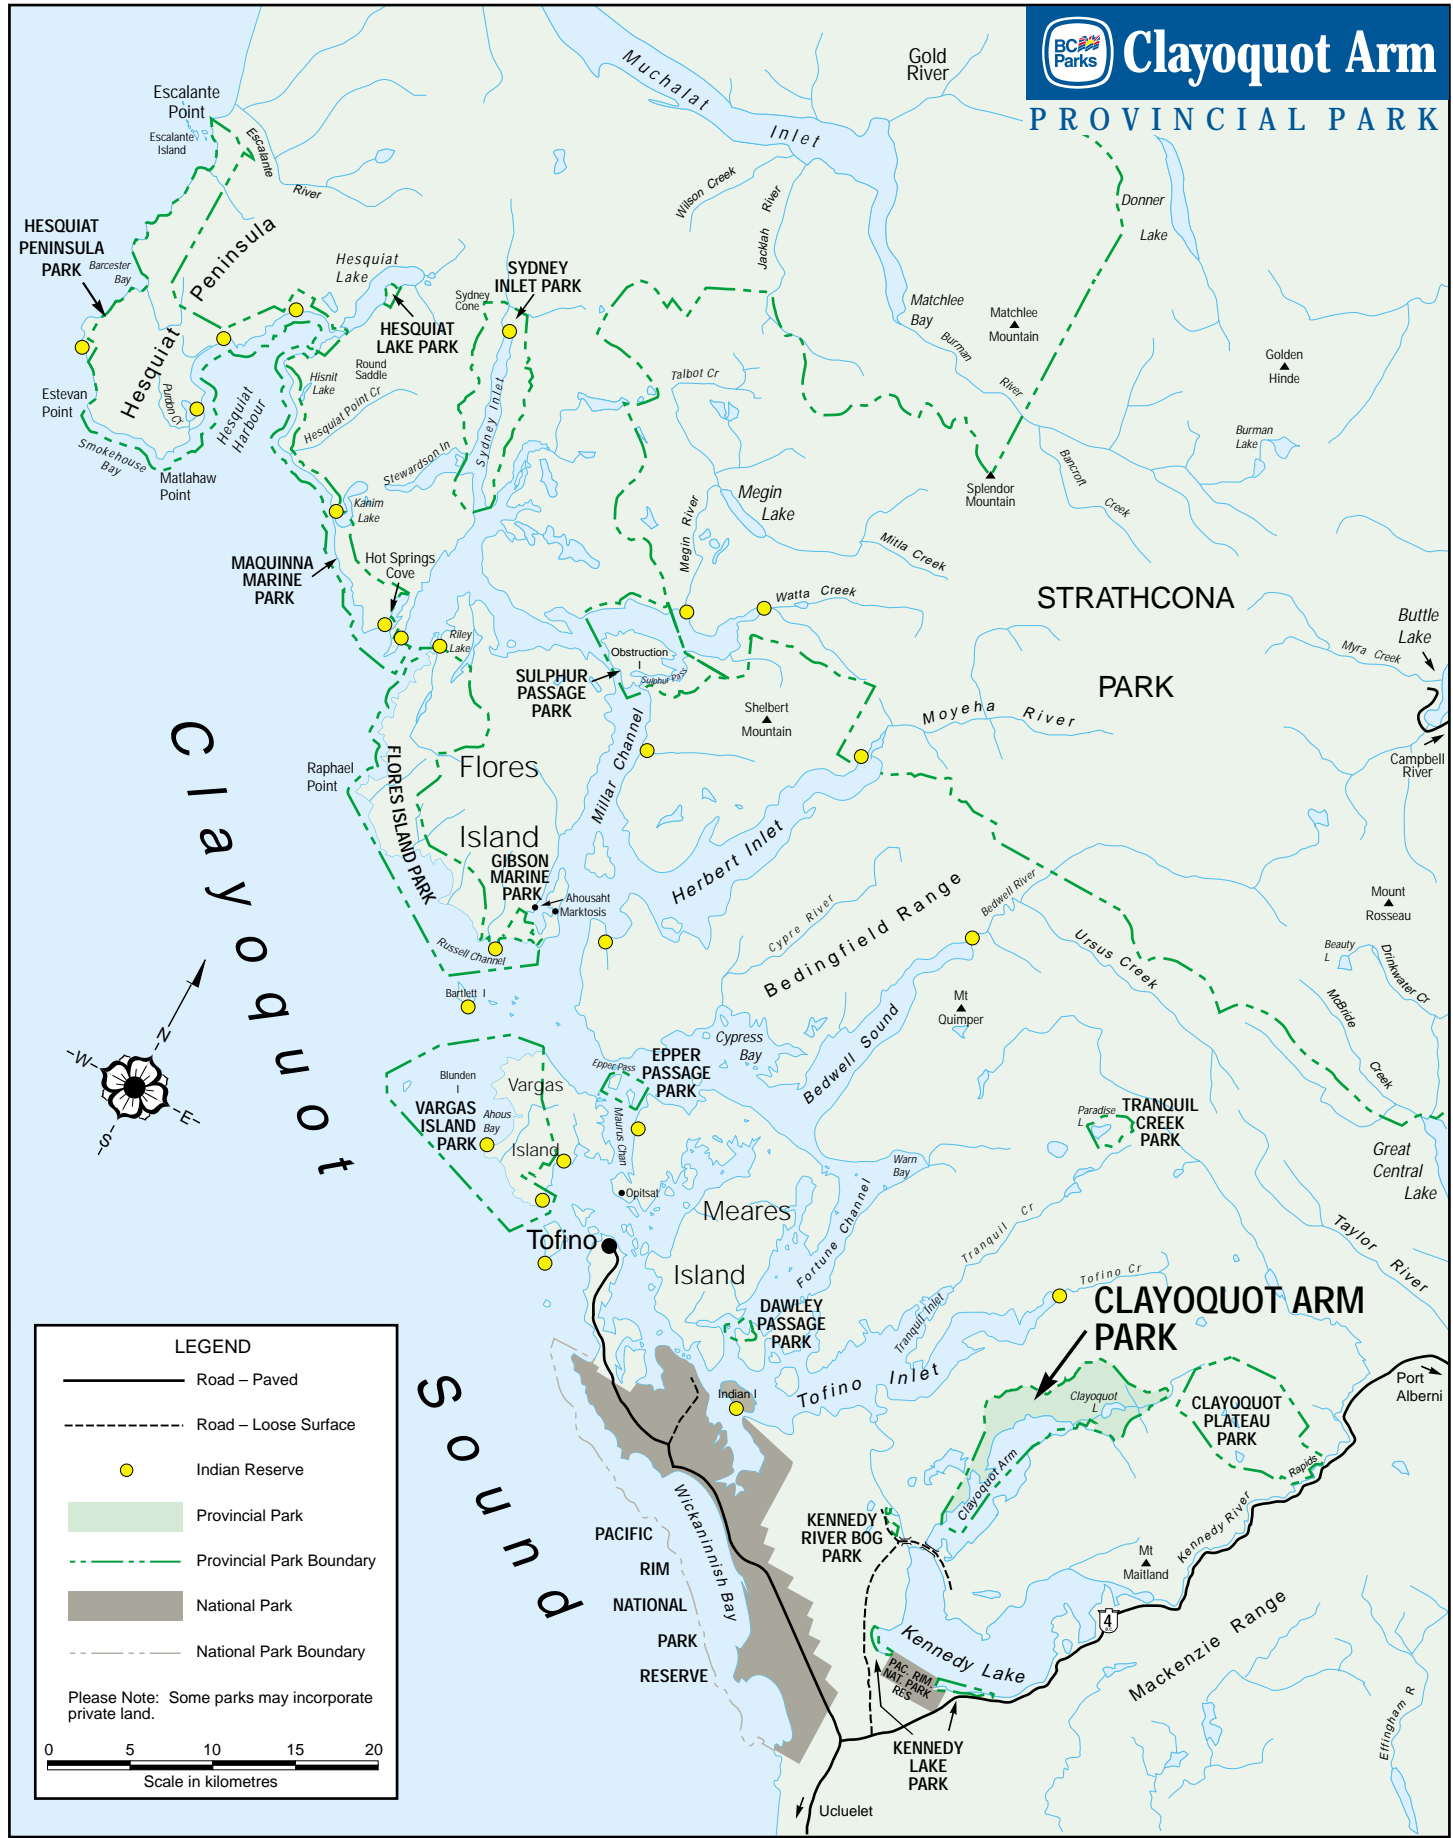 BC
Parks
Clayoquot Arm
PROVINCIAL PARK
Gold
River
Muchalat
Inlet
Escalante
Point
Escalante
Island
Escalante
River
Wilson Creek
Jacklah River
Donner
Lake
HESQUIAT
PENINSULA
PARK
Barcester
Bay
Hesquiat
Peninsula
Hesquiat
Lake
HESQUIAT
LAKE PARK
Sydney
Cone
SYDNEY
INLET PARK
Matchlee
Bay
Matchlee
Mountain
Burman
River
Golden
Hinde
Burman
Lake
Round
Saddle
Hisnit
Lake
Hesquiat Point Cr
Talbot Cr
Estevan
Point
Purdon Cr
Hesquiat
Harbour
Sydney Inlet
Stewardson In
Smokehouse
Bay
Matlahaw
Point
Kanim
Lake
Megin River
Megin
Lake
Splendor
Mountain
Bancroft
Creek
Mitla Creek
MAQUINNA
MARINE
PARK
Hot Springs
Cove
Watta Creek
STRATHCONA
PARK
Buttle
Lake
Myra Creek
Riley
Lake
Obstruction
I
Sulphur Pass
SULPHUR
PASSAGE
PARK
Shelbert
Mountain
Moyeha River
Campbell
River
Raphael
Point
FLORES ISLAND PARK
Flores
Island
Millar Channel
Herbert Inlet
GIBSON
MARINE
PARK
Ahousaht
Marktosis
Russell Channel
Bartlett I
Cypre River
Bedingfield Range
Bedwell River
Ursus Creek
Mount
Rosseau
Beauty
L
Drinkwater Cr
McBride
Creek
Mt
Quimper
Bedwell Sound
Cypress
Bay
Clayoquot
Sound
N
W
E
S
Epper Pass
EPPER
PASSAGE
PARK
Blunden
I
Vargas
Island
VARGAS
ISLAND
PARK
Ahous
Bay
Maurus Chan
Opitsat
Paradise
L
TRANQUIL
CREEK
PARK
Great
Central
Lake
Warn
Bay
Meares
Island
Fortune Channel
Tranquil Cr
Taylor River
Tofino
Tofino Cr
Tranquil Inlet
DAWLEY
PASSAGE
PARK
CLAYOQUOT ARM
PARK
Tofino Inlet
Indian I
Clayoquot
L
Clayoquot Arm
CLAYOQUOT
PLATEAU
PARK
Port
Alberni
Rapids
Kennedy River
Wickaninnish Bay
PACIFIC
RIM
NATIONAL
PARK
RESERVE
KENNEDY
RIVER BOG
PARK
Mt
Maitland
4
Kennedy Lake
PAC. RIM
NAT. PARK
RES
Mackenzie Range
Effingham R
KENNEDY
LAKE
PARK
Ucluelet
LEGEND
Road – Paved
Road – Loose Surface
Indian Reserve
Provincial Park
Provincial Park Boundary
National Park
National Park Boundary
Please Note: Some parks may incorporate
private land.
0 5 10 15 20
Scale in kilometres